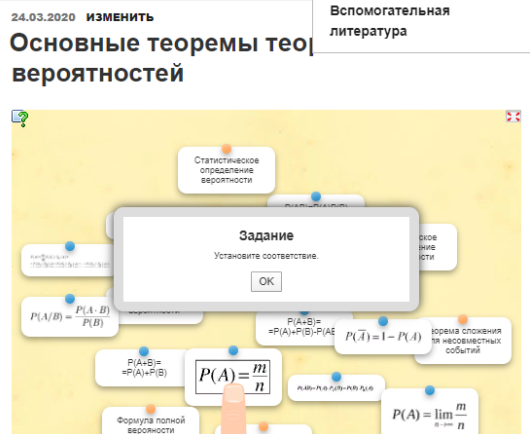 24.03.2020 ИЗМЕНИТЬ
Вспомогательная
литература
Основные теоремы теор
вероятностей
Статистическое
определение
вероятности
Задание
Установите соответствие.
OK
P(A/B) = P(A · B) / P(B)
вероятности
P(A+B)=
=P(A)+P(B)-P(AB
P(A̅) = 1 − P(A)
теорема сложения
для несовместных
событий
P(A+B)=
=P(A)+P(B)
P(A) = m/n
P(A) = lim m/n
n→∞
Формула полной
верояности